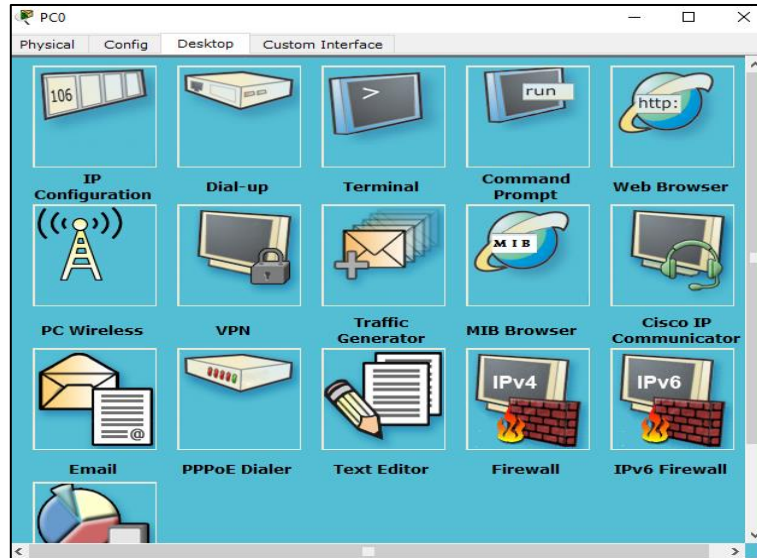 PC0
Physical Config Desktop Custom Interface
106
>
run
http:
IP
Configuration
Dial-up
Terminal
Command
Prompt
Web Browser
MIB
PC Wireless
VPN
Traffic
Generator
MIB Browser
Cisco IP
Communicator
@
IPv4
IPv6
Email
PPPoE Dialer
Text Editor
Firewall
IPv6 Firewall